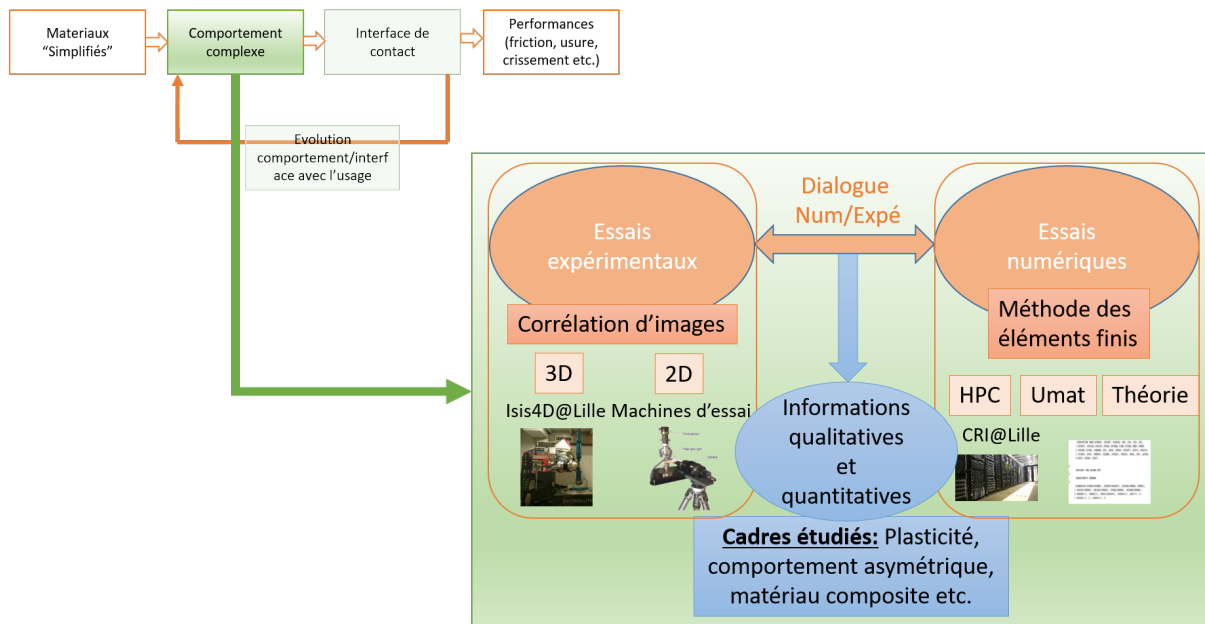 Materiaux
“Simplifiés”
Comportement
complexe
Interface de
contact
Performances
(friction, usure,
crissement etc.)
Evolution
comportement/interf
ace avec l’usage
Essais
expérimentaux
Dialogue
Num/Expé
Essais
numériques
Corrélation d’images
3D
2D
Isis4D@Lille
Machines d’essai
Méthode des
éléments finis
HPC
Umat
Théorie
CRI@Lille
Informations
qualitatives
et
quantitatives
Cadres étudiés: Plasticité,
comportement asymétrique,
matériau composite etc.